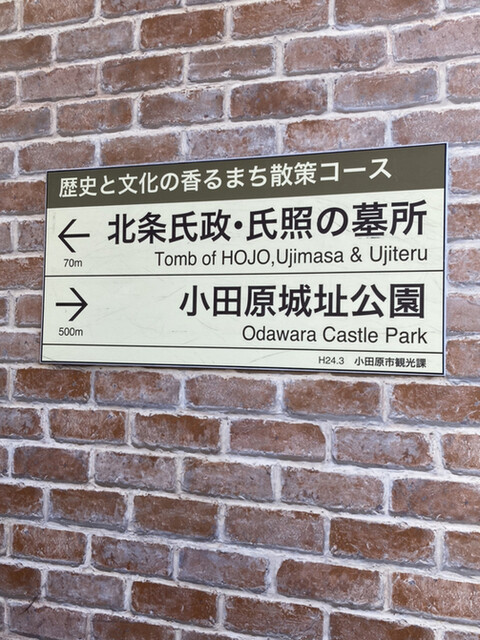 歴史と文化の香るまち散策コース
北条氏政・氏照の墓所
70m
Tomb of HOJO,Ujimasa & Ujiteru
小田原城址公園
500m
Odawara Castle Park
H24.3 小田原市観光課